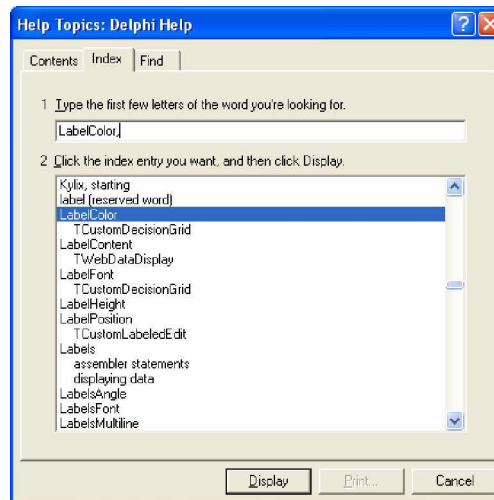 Help Topics: Delphi Help
Contents Index Find
1 Type the first few letters of the word you're looking for.
LabelColor,
2 Click the index entry you want, and then click Display.
Kylix, starting
label (reserved word)
LabelColor
TCustomDecisionGrid
LabelContent
TWebDataDisplay
LabelFont
TCustomDecisionGrid
LabelHeight
LabelPosition
TCustomLabeledEdit
Labels
assembler statements
displaying data
LabelsAngle
LabelsFont
LabelsMultiline
Display Print... Cancel